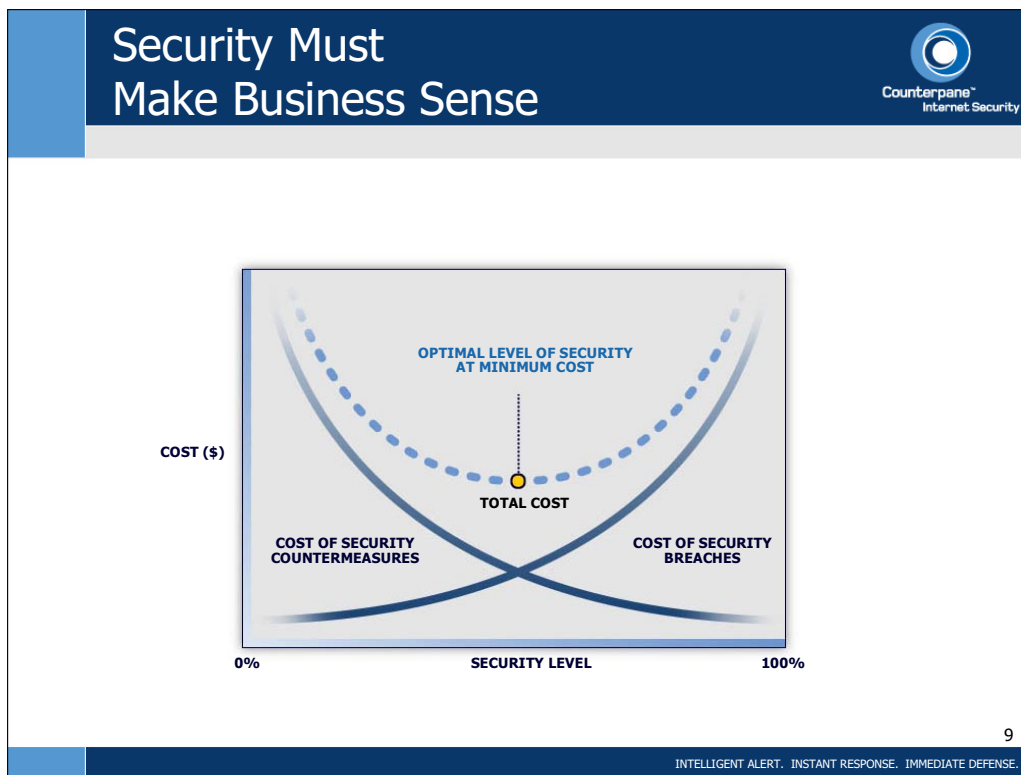 Security Must
Make Business Sense
Counterpane™
Internet Security
OPTIMAL LEVEL OF SECURITY
AT MINIMUM COST
COST ($)
TOTAL COST
COST OF SECURITY
COUNTERMEASURES
COST OF SECURITY
BREACHES
0%
SECURITY LEVEL
100%
9
INTELLIGENT ALERT. INSTANT RESPONSE. IMMEDIATE DEFENSE.